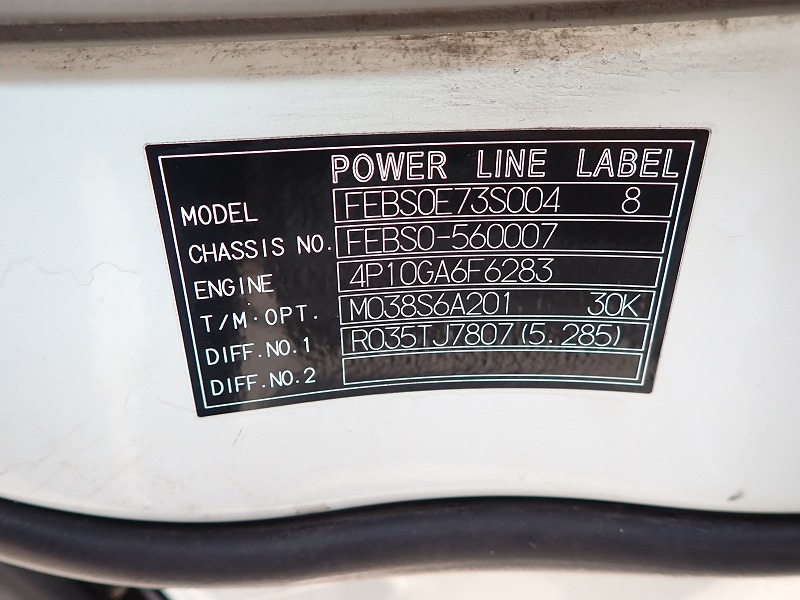 POWER LINE LABEL
MODEL FEBS0E73S004 8
CHASSIS NO. FEBS0-560007
ENGINE 4P10GA6F6283
T/M·OPT. M038S6A201 30K
DIFF.NO.1 R035TJ7807(5.285)
DIFF.NO.2